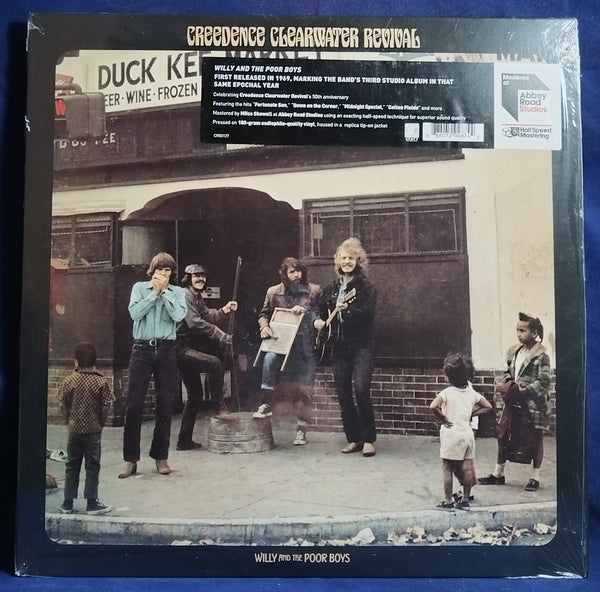 CREEDENCE CLEARWATER REVIVAL
DUCK KEE MARKET
BEER-WINE-FROZEN
WILLY AND THE POOR BOYS
FIRST RELEASED IN 1969, MARKING THE BAND'S THIRD STUDIO ALBUM IN THAT
SAME EPOCHAL YEAR
Celebrating Creedence Clearwater Revival's 50th anniversary
Featuring the hits "Fortunate Son," "Down on the Corner," "Midnight Special," "Cotton Fields" and more
Mastered by Miles Showell at Abbey Road Studios using an exacting half-speed technique for superior sound quality
Pressed on 180-gram audiophile-quality vinyl, housed in a replica tip-on jacket
CR00127
Mastered
at
Abbey
Road
Studios
Half Speed
Mastering
WILLY AND THE POOR BOYS